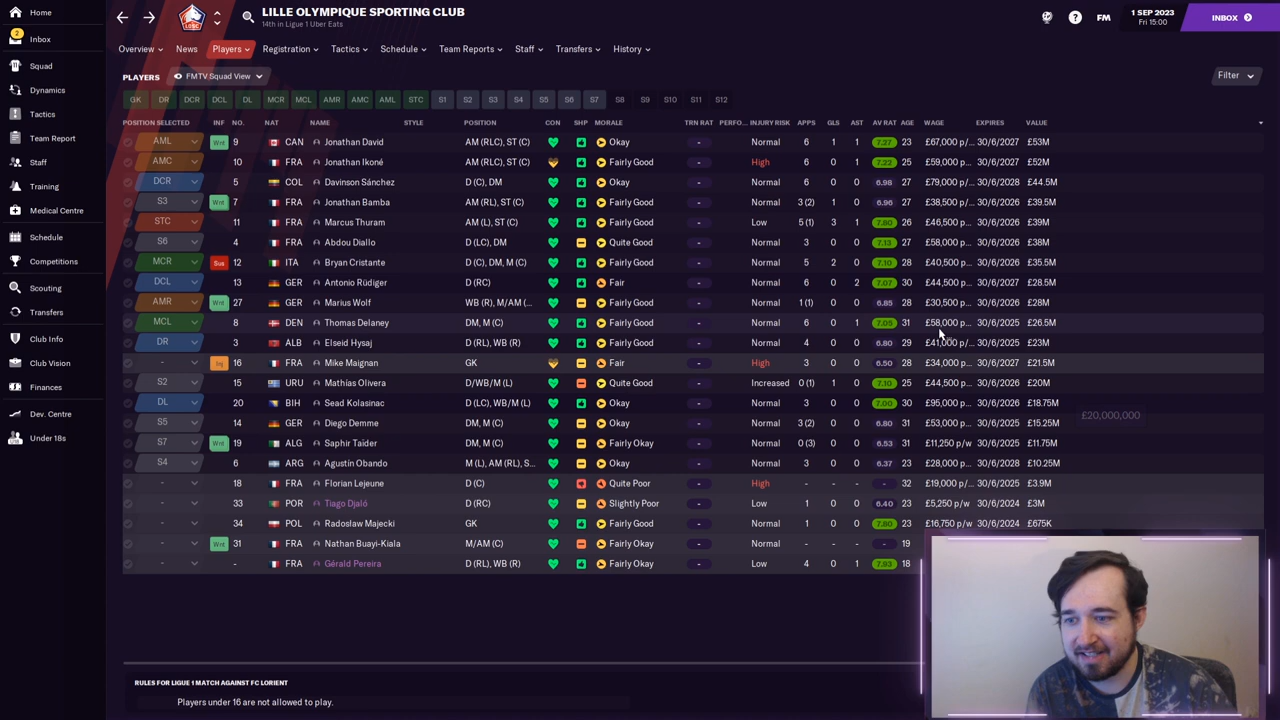 Home
Inbox
2
Squad
Dynamics
Tactics
Team Report
Staff
Training
Medical Centre
Schedule
Competitions
Scouting
Transfers
Club Info
Club Vision
Finances
Dev. Centre
Under 18s
LOSC
LILLE OLYMPIQUE SPORTING CLUB
14th in Ligue 1 Uber Eats
FM
1 SEP 2023
Fri 15:00
INBOX
Overview News Players Registration Tactics Schedule Team Reports Staff Transfers History
PLAYERS FMTV Squad View Filter
GK DR DCR DCL DL MCR MCL AMR AMC AML STC S1 S2 S3 S4 S5 S6 S7 S8 S9 S10 S11 S12
POSITION SELECTED INF NO. NAT NAME STYLE POSITION CON SHP MORALE TRN RAT PERFO... INJURY RISK APPS GLS AST AV RAT AGE WAGE EXPIRES VALUE
AML Wnt 9 CAN Jonathan David AM (RLC), ST (C) Okay - Normal 6 1 1 7.27 23 £67,000 p/... 30/6/2027 £53M
AMC 10 FRA Jonathan Ikoné AM (RLC), ST (C) Fairly Good - High 6 0 1 7.22 25 £59,000 p/... 30/6/2027 £52M
DCR 5 COL Davinson Sánchez D (C), DM Okay - Normal 6 0 0 6.98 27 £79,000 p/... 30/6/2028 £44.5M
S3 Wnt 7 FRA Jonathan Bamba AM (RLC), ST (C) Fairly Good - Normal 3 (2) 1 0 6.96 27 £38,500 p/... 30/6/2026 £39.5M
STC 11 FRA Marcus Thuram AM (L), ST (C) Fairly Good - Low 5 (1) 3 1 7.80 26 £46,500 p... 30/6/2026 £39M
S6 4 FRA Abdou Diallo D (LC), DM Quite Good - Normal 3 0 0 7.13 27 £58,000 p... 30/6/2026 £38M
MCR Sus 12 ITA Bryan Cristante D (C), DM, M (C) Fairly Good - Normal 5 2 0 7.10 28 £40,500 p... 30/6/2026 £35.5M
DCL 13 GER Antonio Rüdiger D (RC) Fair - Normal 6 0 2 7.07 30 £44,500 p... 30/6/2026 £28.5M
AMR Wnt 27 GER Marius Wolf WB (R), M/AM (... Fairly Good - Normal 1 (1) 0 0 6.85 28 £30,500 p... 30/6/2026 £28M
MCL 8 DEN Thomas Delaney DM, M (C) Fairly Good - Normal 6 0 1 7.05 31 £58,000 p... 30/6/2025 £26.5M
DR 3 ALB Elseid Hysaj D (RL), WB (R) Fairly Good - Normal 4 0 0 6.80 29 £41,000 p/... 30/6/2025 £23M
- Inj 16 FRA Mike Maignan GK Fair - High 3 0 0 6.50 28 £34,000 p/... 30/6/2027 £21.5M
S2 15 URU Mathías Olivera D/WB/M (L) Quite Good - Increased 0 (1) 1 0 7.10 25 £44,500 p... 30/6/2026 £20M
DL 20 BIH Sead Kolasinac D (LC), WB/M (L) Okay - Normal 3 0 0 7.00 30 £95,000 p/... 30/6/2026 £18.75M
S5 14 GER Diego Demme DM, M (C) Okay - Normal 3 (2) 0 0 6.80 31 £53,000 p/... 30/6/2025 £15.25M
£20,000,000
S7 Wnt 19 ALG Saphir Taïder DM, M (C) Fairly Okay - Normal 0 (3) 0 0 6.53 31 £11,250 p/w 30/6/2025 £11.75M
S4 6 ARG Agustín Obando M (L), AM (RL), S... Okay - Normal 3 0 0 6.37 23 £28,000 p... 30/6/2026 £10.25M
- 18 FRA Florian Lejeune D (C) Quite Poor - High - - - - 32 £19,000 p/... 30/6/2025 £3.9M
- 33 POR Tiago Djaló D (RC) Slightly Poor - Low 1 0 0 6.40 23 £5,250 p/w 30/6/2024 £3M
- 34 POL Radoslaw Majecki GK Fairly Good - Normal 1 0 0 7.80 23 £16,750 p/w 30/6/2024 £675K
- Wnt 31 FRA Nathan Buayi-Kiala M/AM (C) Fairly Okay - Normal - - - - 19
- - FRA Gérald Pereira D (RL), WB (R) Fairly Okay - Low 4 0 1 7.93 18
RULES FOR LIGUE 1 MATCH AGAINST FC LORIENT
Players under 16 are not allowed to play.